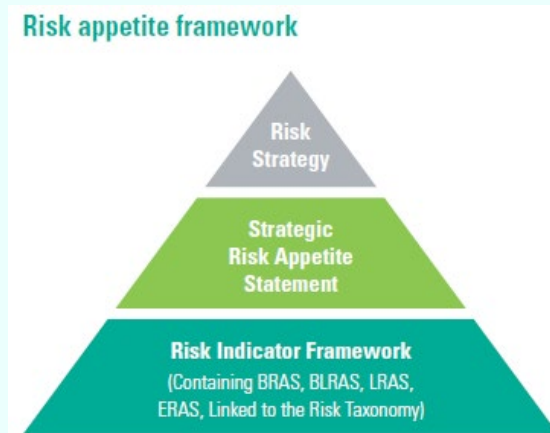 Risk appetite framework
Risk
Strategy
Strategic
Risk Appetite
Statement
Risk Indicator Framework
(Containing BRAS, BLRAS, LRAS,
ERAS, Linked to the Risk Taxonomy)